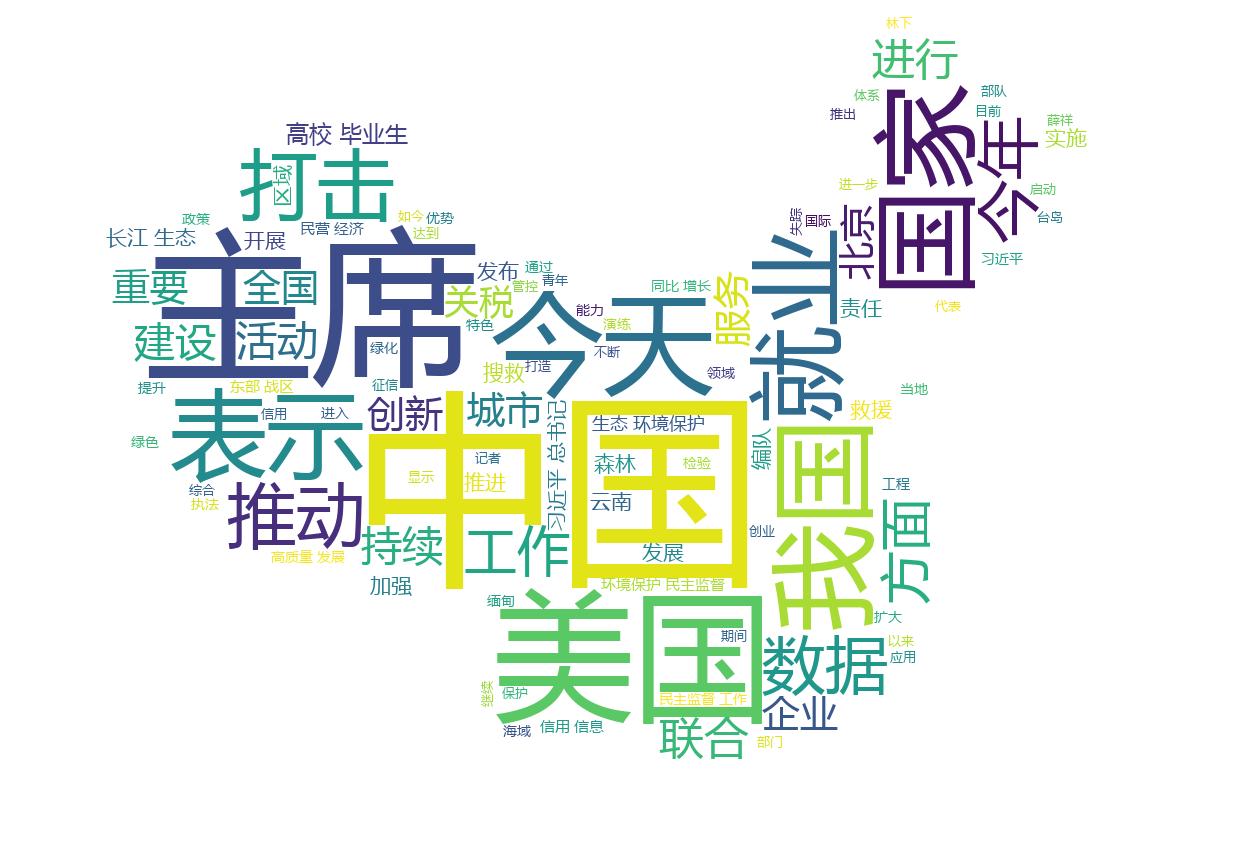 林下
进行
体系
部队
推出
目前
国家
今年
薛祥
实施
高校 毕业生
打击
区域
进一步
启动
政策
如今
优势
失踪
国际
北京
台岛
长江 生态
开展
民营 经济
达到
习近平
主席
发布
通过
青年
重要
全国
关税
管控
同比 增长
服务
就业
责任
代表
今天
能力
建设
活动
特色
演练
绿化
不断
打造
搜救
领域
提升
东部 战区
征信
当地
表示
信用
进入
创新
城市
习近平 总书记
生态 环境保护
救援
中国
绿色
编队
我国
记者
森林
检验
显示
推进
综合
执法
推动
云南
工程
方面
持续
工作
发展
创业
高质量 发展
加强
环境保护 民主监督
缅甸
美国
扩大
期间
数据
以来
应用
继续
保护
民主监督 工作
企业
海域
信用 信息
联合
部门